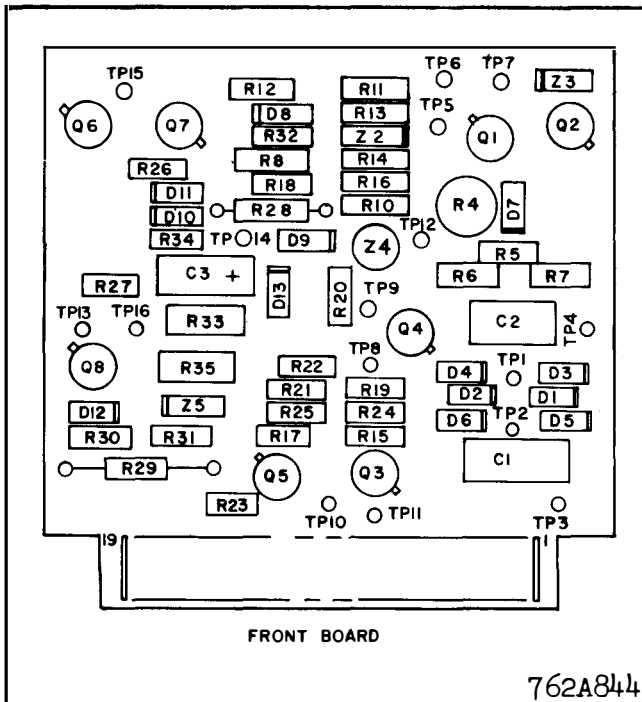 TP15
TP6
TP7
R12
R11
Z3
D8
R13
TP5
Q6
Q7
Q1
Q2
R32
Z2
R8
R14
R26
R18
R16
D11
R28
R10
R4
D7
D10
R34
TP14
D9
Z4
TP12
R5
C3 +
R6
R7
R27
D13
R20
TP9
TP13
TP16
R33
Q4
C2
TP4
Q8
R35
R22
TP8
D4
TP1
D3
R21
R19
D2
D1
D12
Z5
R25
R24
D6
TP2
D5
R30
R31
R17
R15
R29
Q5
Q3
C1
R23
TP10
TP11
TP3
19
1
FRONT BOARD
762A844